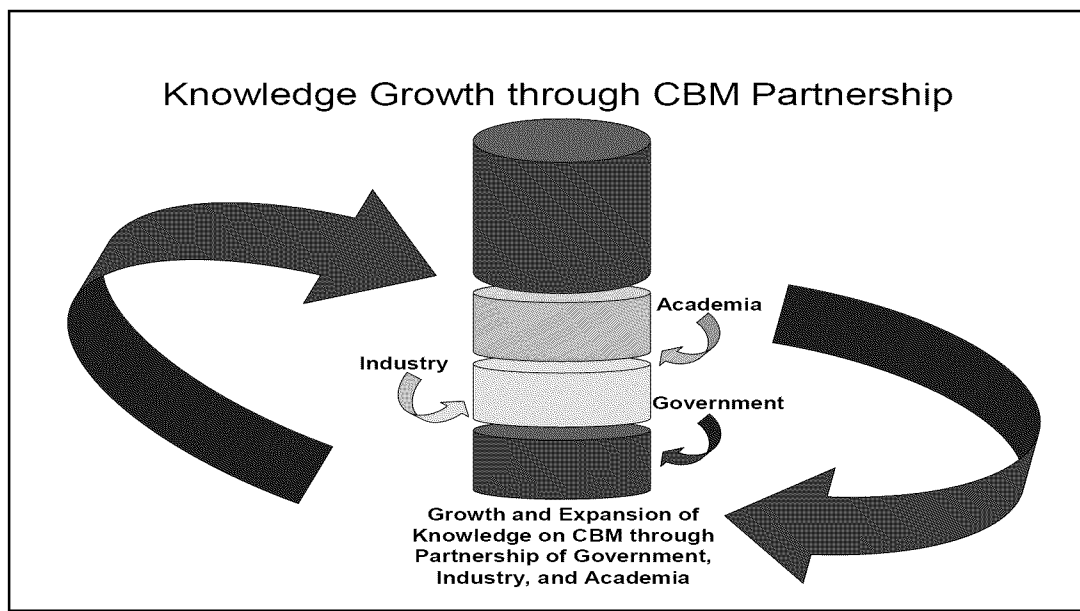 Knowledge Growth through CBM Partnership
Academia
Industry
Government
Growth and Expansion of
Knowledge on CBM through
Partnership of Government,
Industry, and Academia